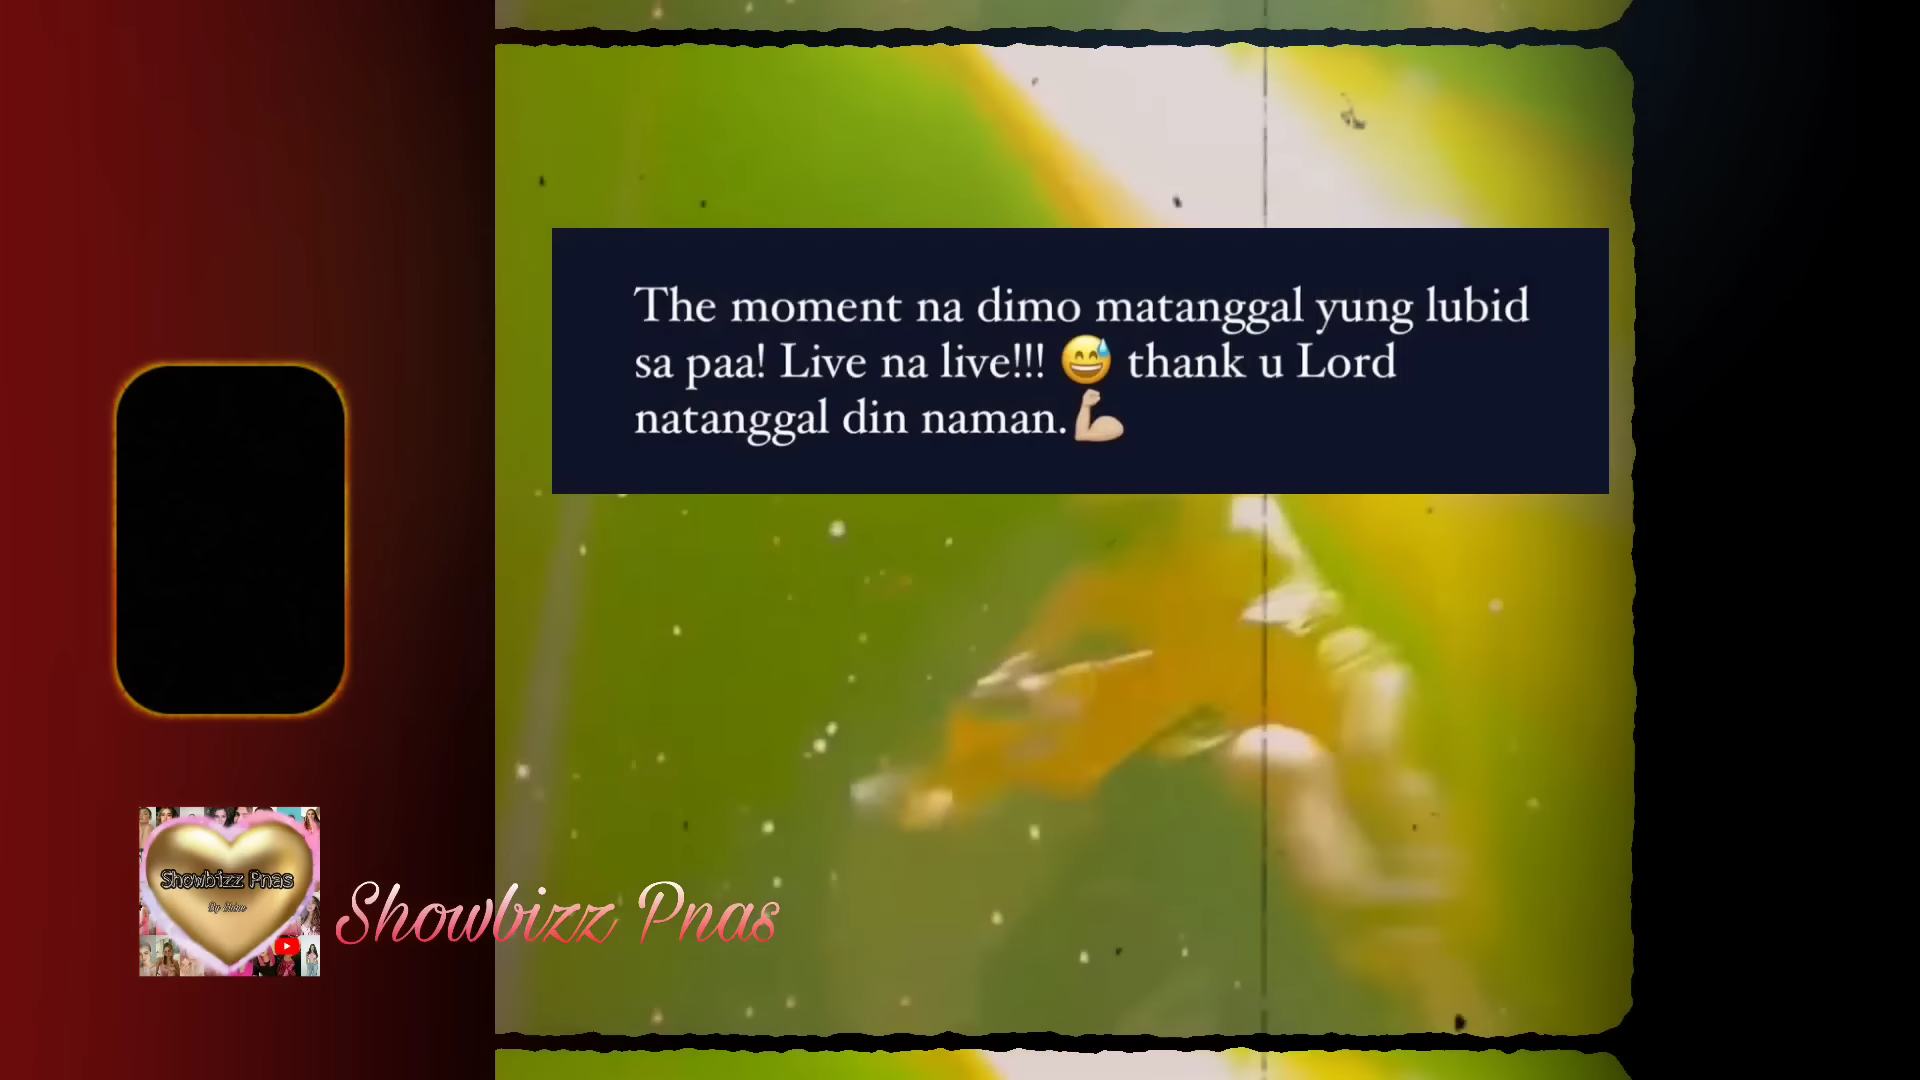 The moment na dimo matanggal yung lubid
sa paa! Live na live!!! 😅 thank u Lord
natanggal din naman.💪🏼
Showbizz Pnas
Showbizz Pnas